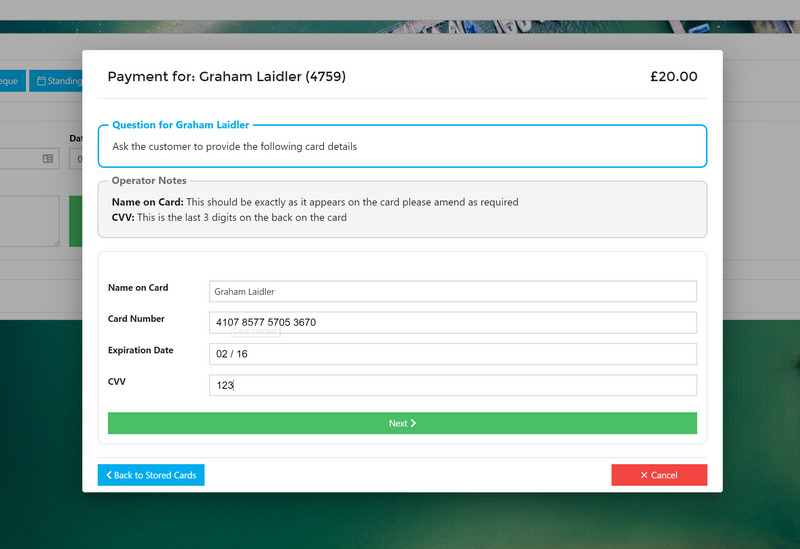 Payment for: Graham Laidler (4759) £20.00
eque Standing
Question for Graham Laidler
Ask the customer to provide the following card details
Operator Notes
Name on Card: This should be exactly as it appears on the card please amend as required
CVV: This is the last 3 digits on the back on the card
Name on Card Graham Laidler
Card Number 4107 8577 5705 3670
Card number
Expiration Date 02 / 16
CVV 123
Next
Back to Stored Cards Cancel